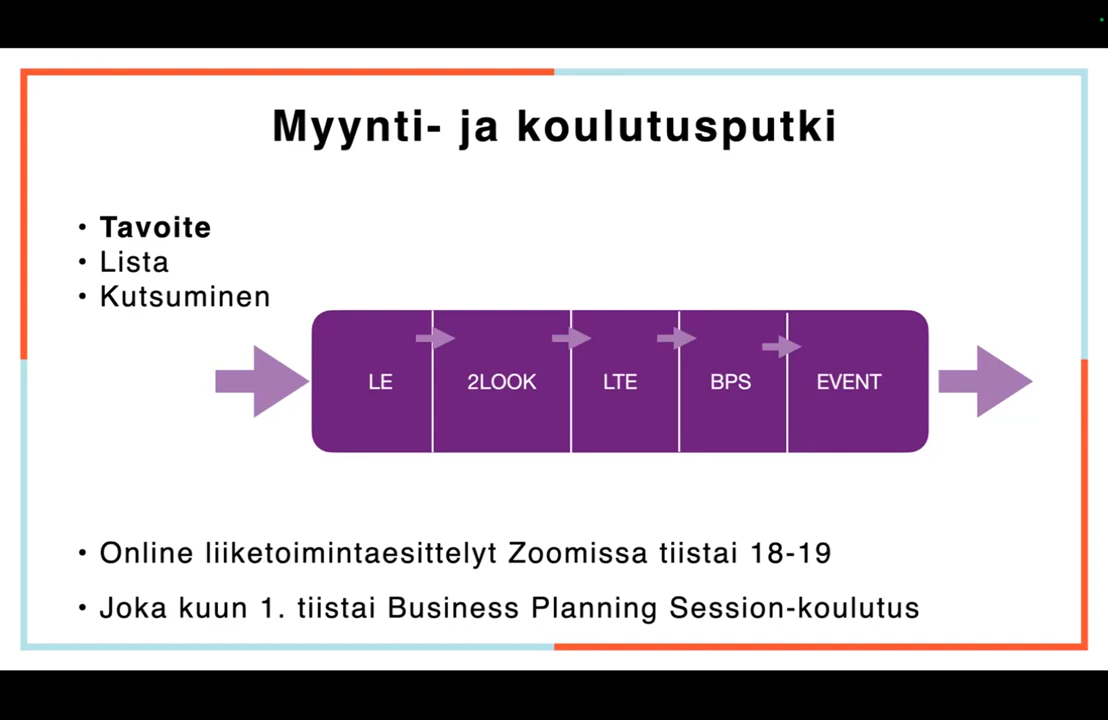 Myynti- ja koulutusputki
• Tavoite
• Lista
• Kutsuminen
LE
2LOOK
LTE
BPS
EVENT
• Online liiketoimintaesittelyt Zoomissa tiistai 18-19
• Joka kuun 1. tiistai Business Planning Session-koulutus